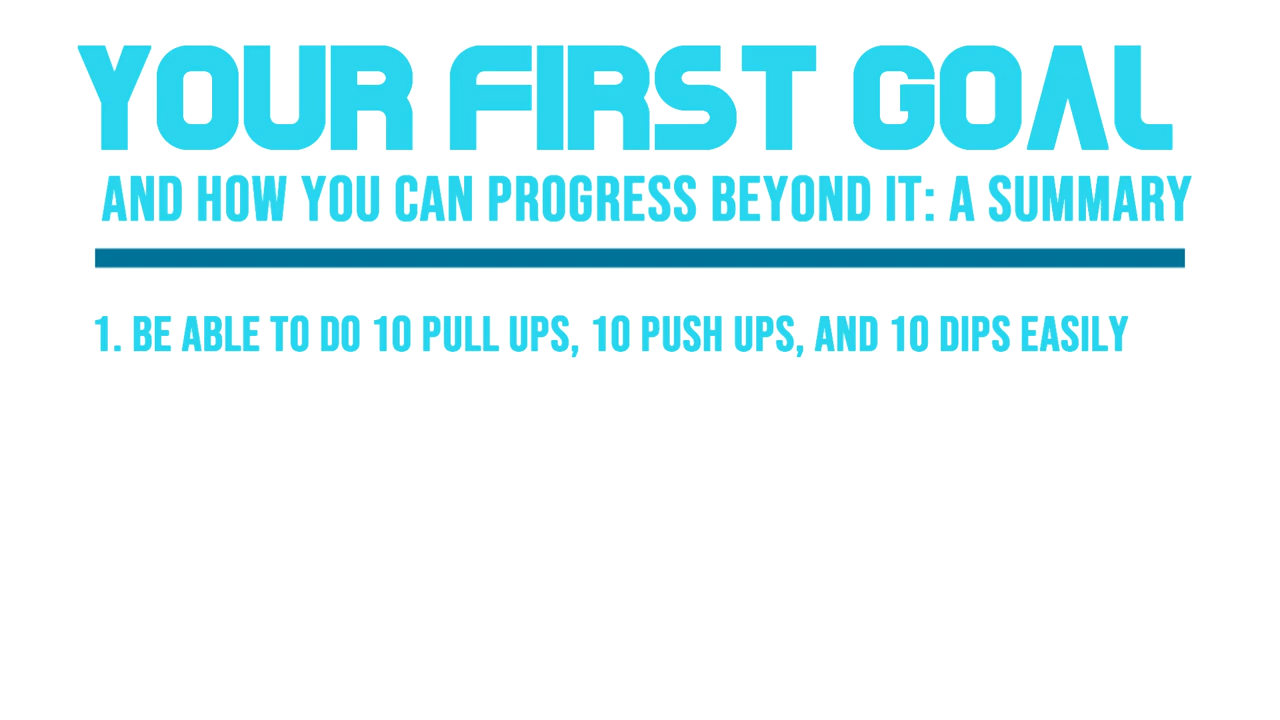 YOUR FIRST GOAL
AND HOW YOU CAN PROGRESS BEYOND IT: A SUMMARY
1. BE ABLE TO DO 10 PULL UPS, 10 PUSH UPS, AND 10 DIPS EASILY